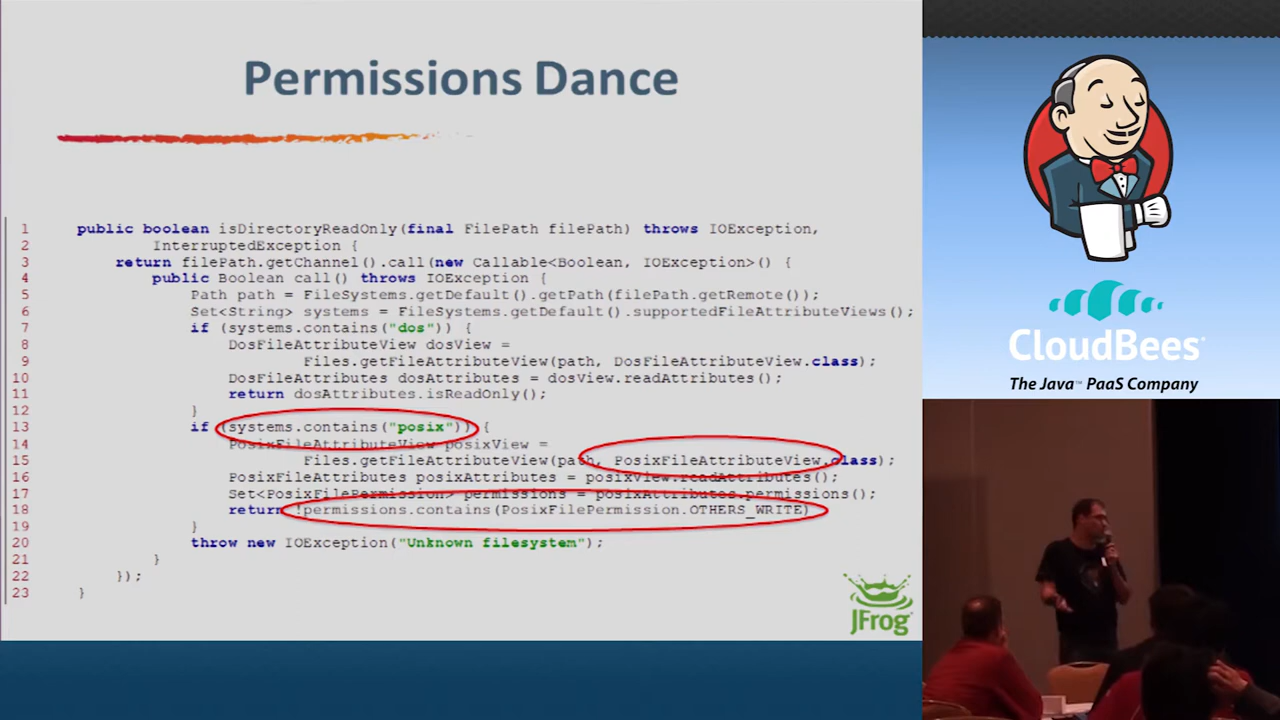 Permissions Dance
1 public boolean isDirectoryReadOnly(final FilePath filePath) throws IOException,
2 InterruptedException {
3 return filePath.getChannel().call(new Callable<Boolean, IOException>() {
4 public Boolean call() throws IOException {
5 Path path = FileSystems.getDefault().getPath(filePath.getRemote());
6 Set<String> systems = FileSystems.getDefault().supportedFileAttributeViews();
7 if (systems.contains("dos")) {
8 DosFileAttributeView dosView =
9 Files.getFileAttributeView(path, DosFileAttributeView.class);
10 DosFileAttributes dosAttributes = dosView.readAttributes();
11 return dosAttributes.isReadOnly();
12 }
13 if (systems.contains("posix")) {
14 PosixFileAttributeView posixView =
15 Files.getFileAttributeView(path, PosixFileAttributeView.class);
16 PosixFileAttributes posixAttributes = posixView.readAttributes();
17 Set<PosixFilePermission> permissions = posixAttributes.permissions();
18 return !permissions.contains(PosixFilePermission.OTHERS_WRITE)
19 }
20 throw new IOException("Unknown filesystem");
21 }
22 });
23 }
JFrog
CloudBees
The Java™ PaaS Company